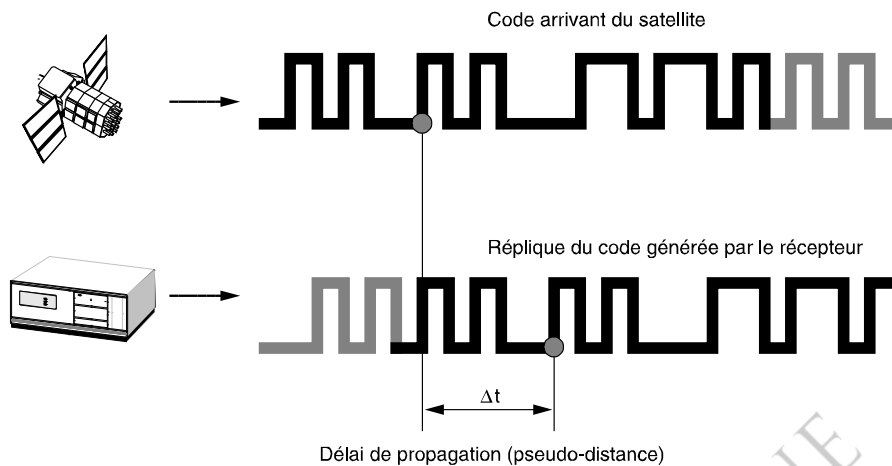 Code arrivant du satellite
Réplique du code générée par le récepteur
Δt
Délai de propagation (pseudo-distance)